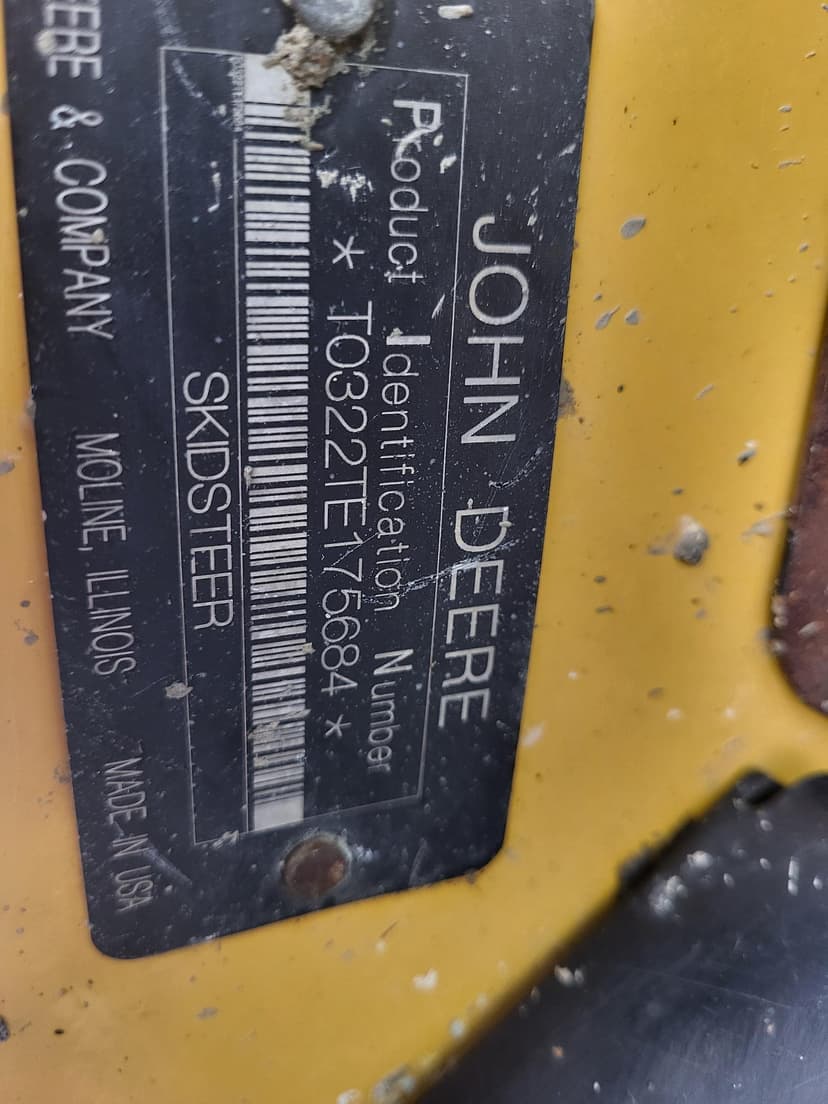 JOHN DEERE
Product Identification Number
* T0322TE175684 *
SKIDSTEER
EERE & COMPANY MOLINE, ILLINOIS MADE IN USA